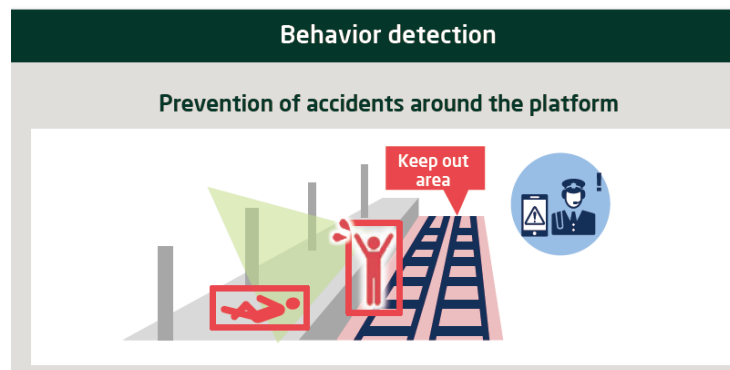 Behavior detection
Prevention of accidents around the platform
Keep out
area
!